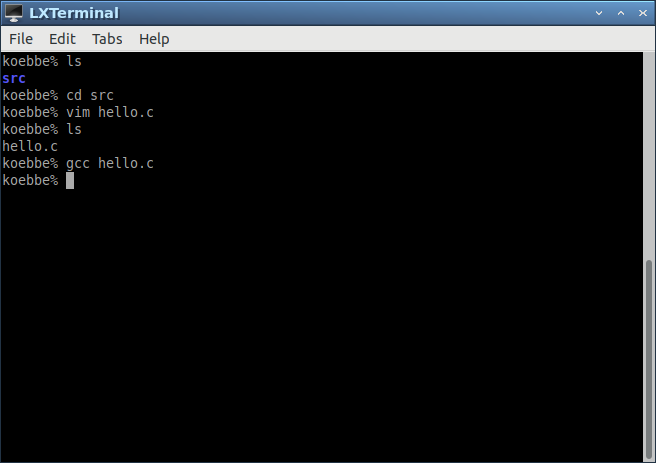 LXTerminal
File Edit Tabs Help
koebbe% ls
src
koebbe% cd src
koebbe% vim hello.c
koebbe% ls
hello.c
koebbe% gcc hello.c
koebbe%